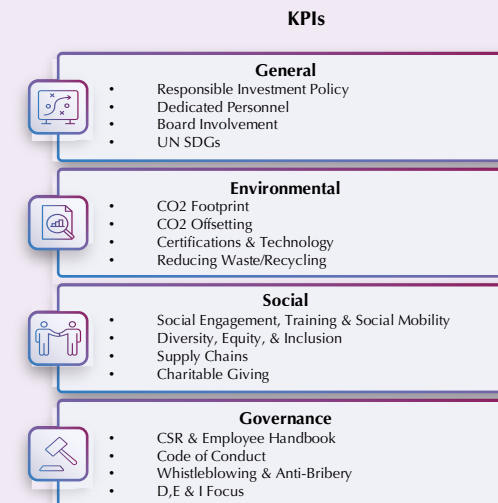 KPIs
General
• Responsible Investment Policy
• Dedicated Personnel
• Board Involvement
• UN SDGs
Environmental
• CO2 Footprint
• CO2 Offsetting
• Certifications & Technology
• Reducing Waste/Recycling
Social
• Social Engagement, Training & Social Mobility
• Diversity, Equity, & Inclusion
• Supply Chains
• Charitable Giving
Governance
• CSR & Employee Handbook
• Code of Conduct
• Whistleblowing & Anti-Bribery
• D,E & I Focus